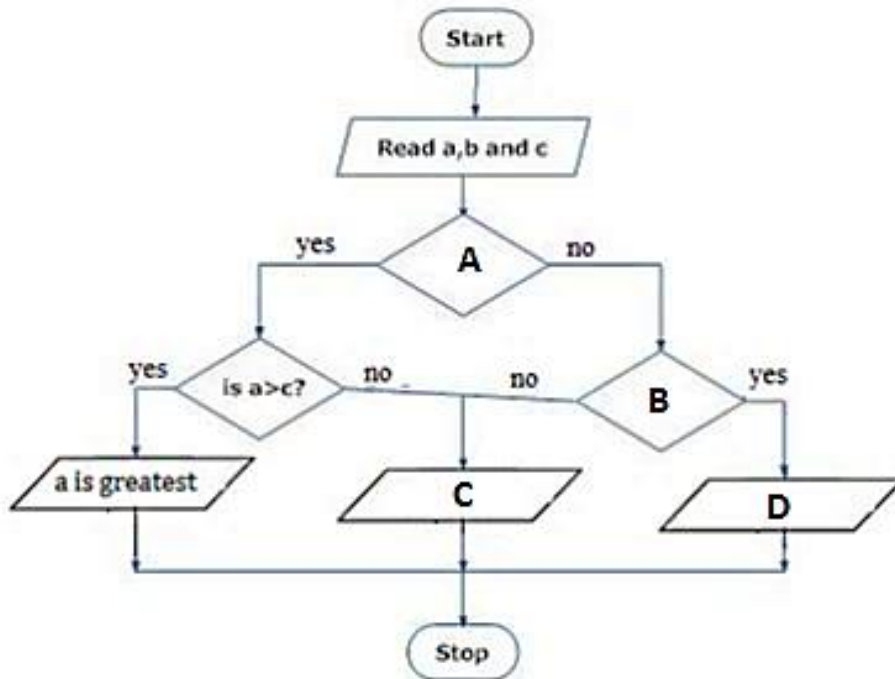 Start
Read a,b and c
A
yes
no
is a>c?
yes
no
no
B
yes
a is greatest
C
D
Stop